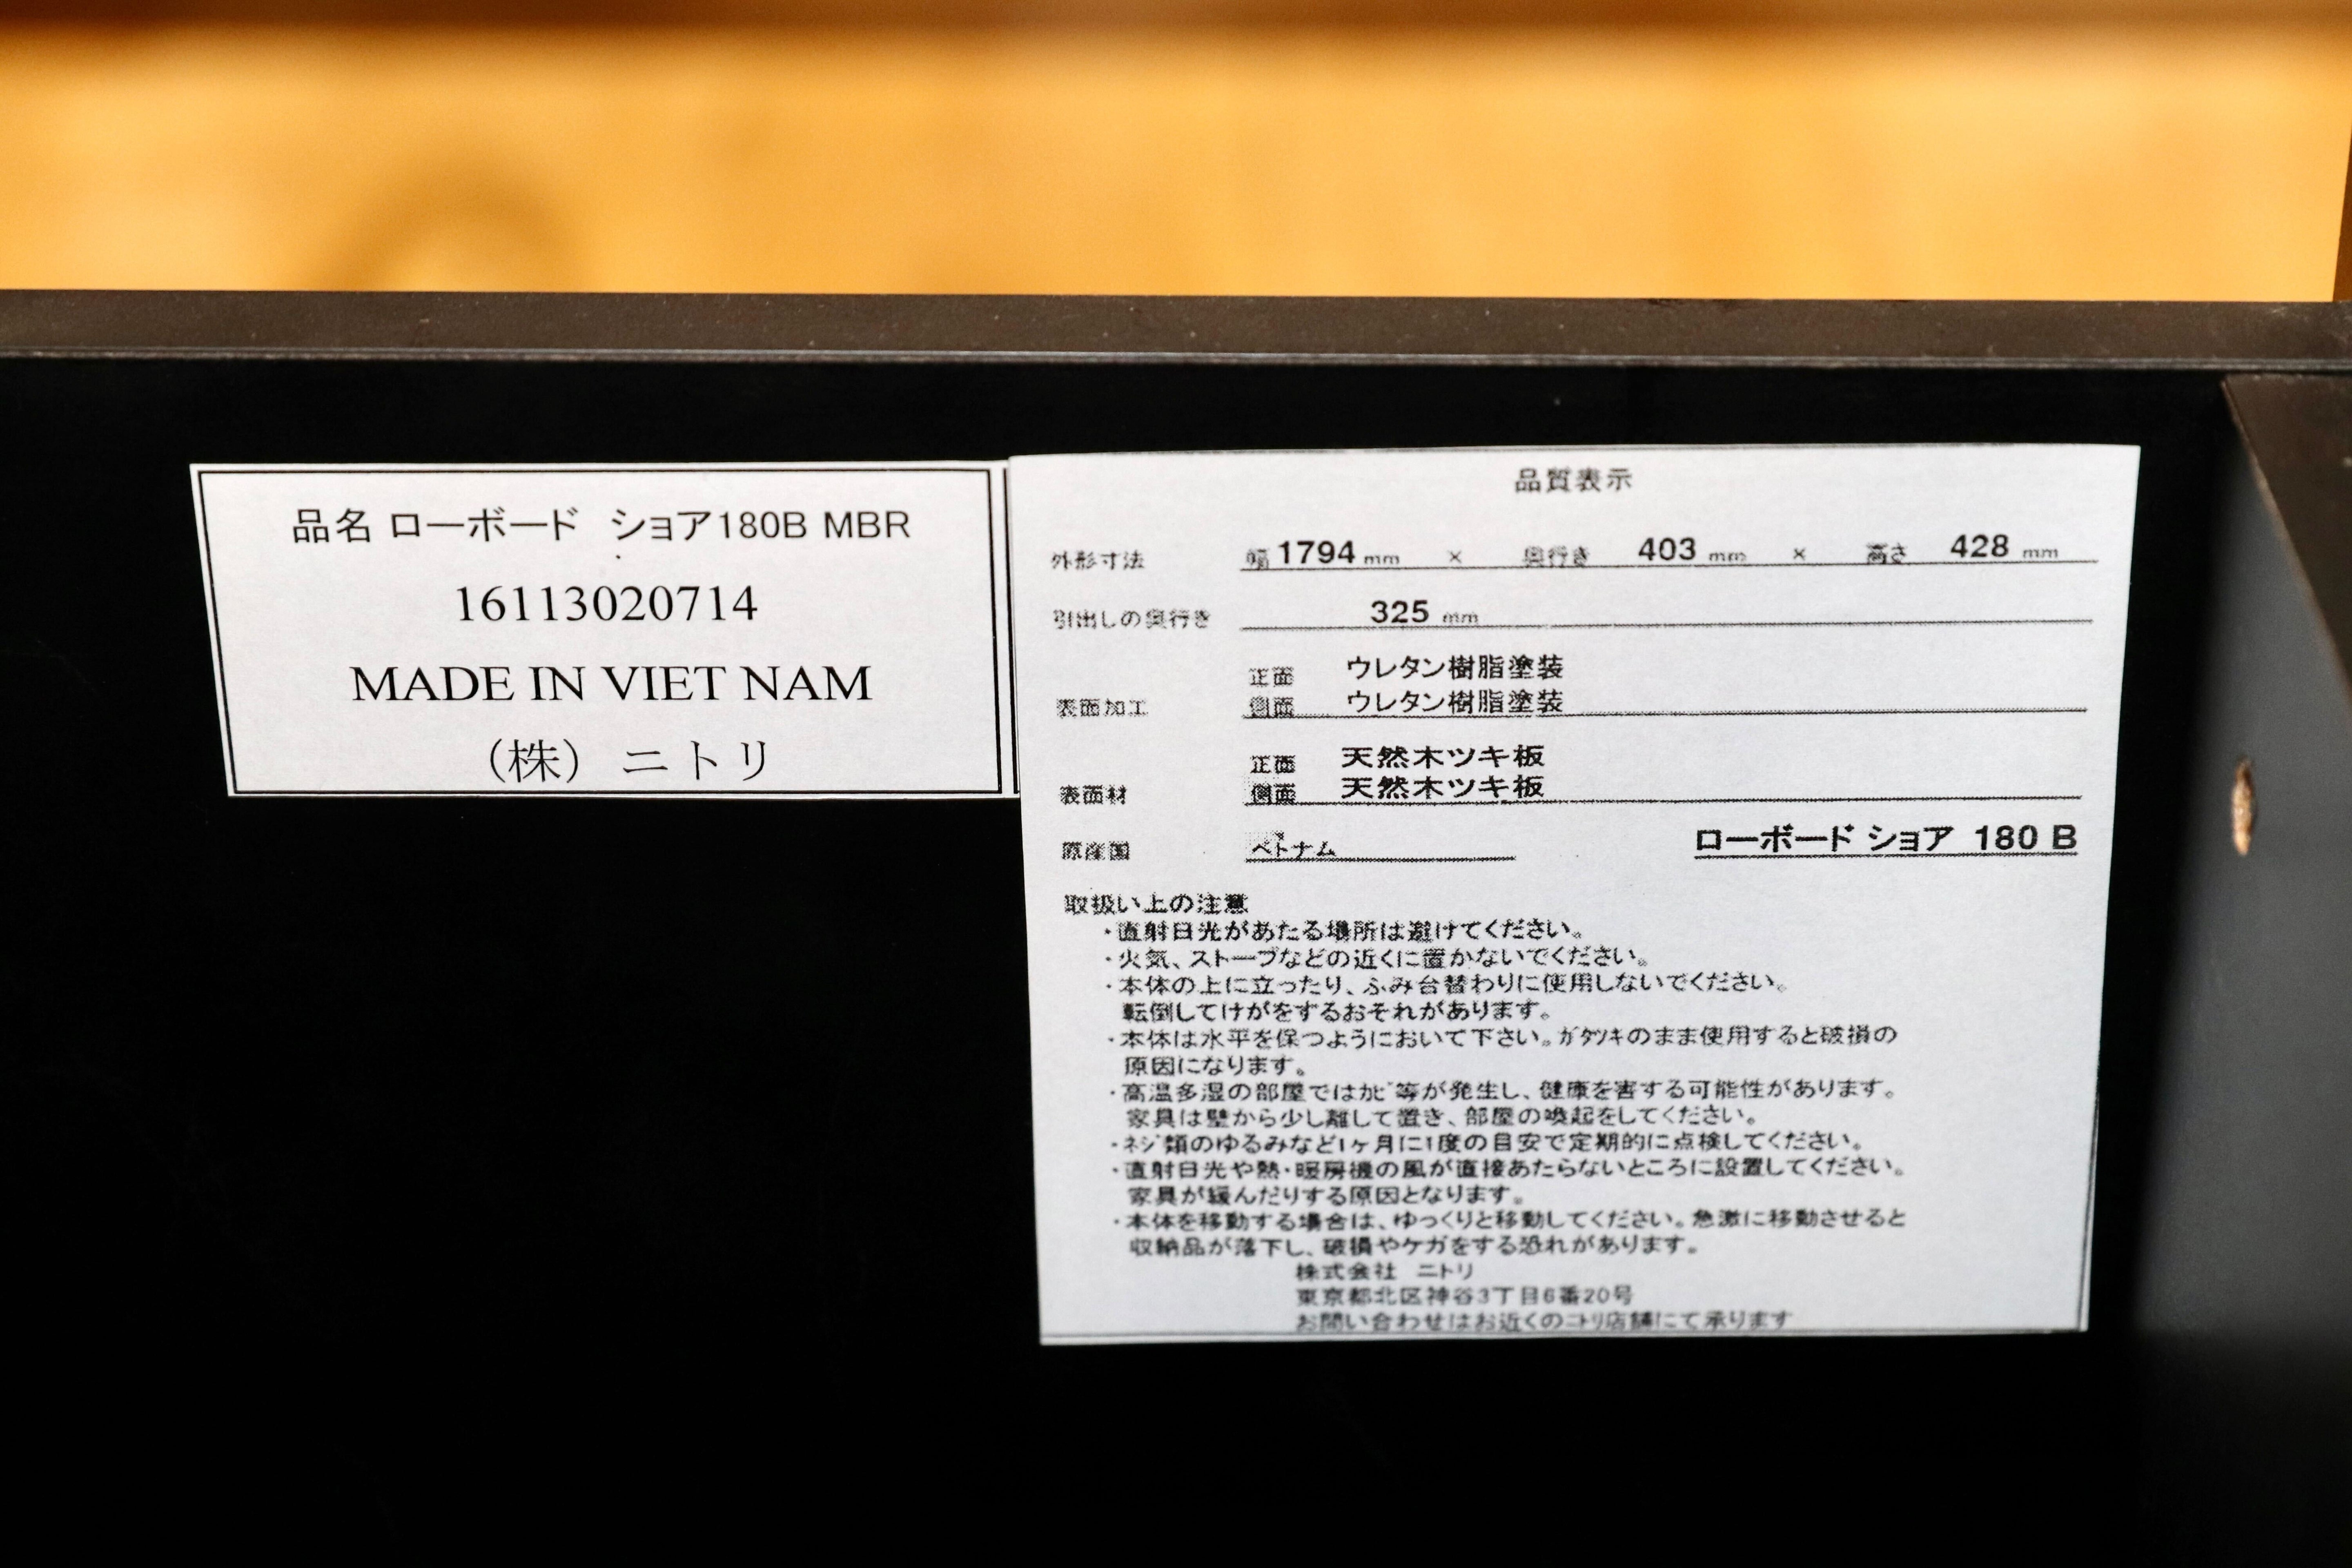 品名 ローボード ショア180B MBR
16113020714
MADE IN VIET NAM
(株) ニトリ
品質表示
外形寸法 幅 1794 mm × 奥行き 403 mm × 高さ 428 mm
引出しの奥行き 325 mm
正面 ウレタン樹脂塗装
表面加工 側面 ウレタン樹脂塗装
正面 天然木ツキ板
表面材 側面 天然木ツキ板
原産国 ベトナム ローボード ショア 180 B
取扱い上の注意
・直射日光があたる場所は避けてください。
・火気、ストーブなどの近くに置かないでください。
・本体の上に立ったり、ふみ台替わりに使用しないでください。
転倒してけがをするおそれがあります。
・本体は水平を保つようにおいて下さい。ガタツキのまま使用すると破損の
原因になります。
・高温多湿の部屋ではカビ等が発生し、健康を害する可能性があります。
家具は壁から少し離して置き、部屋の喚起をしてください。
・ネジ類のゆるみなど1ヶ月に1度の目安で定期的に点検してください。
・直射日光や熱・暖房機の風が直接あたらないところに設置してください。
家具が緩んだりする原因となります。
・本体を移動する場合は、ゆっくりと移動してください。急激に移動させると
収納品が落下し、破損やケガをする恐れがあります。
株式会社 ニトリ
東京都北区神谷3丁目6番20号
お問い合わせはお近くのニトリ店舗にて承ります